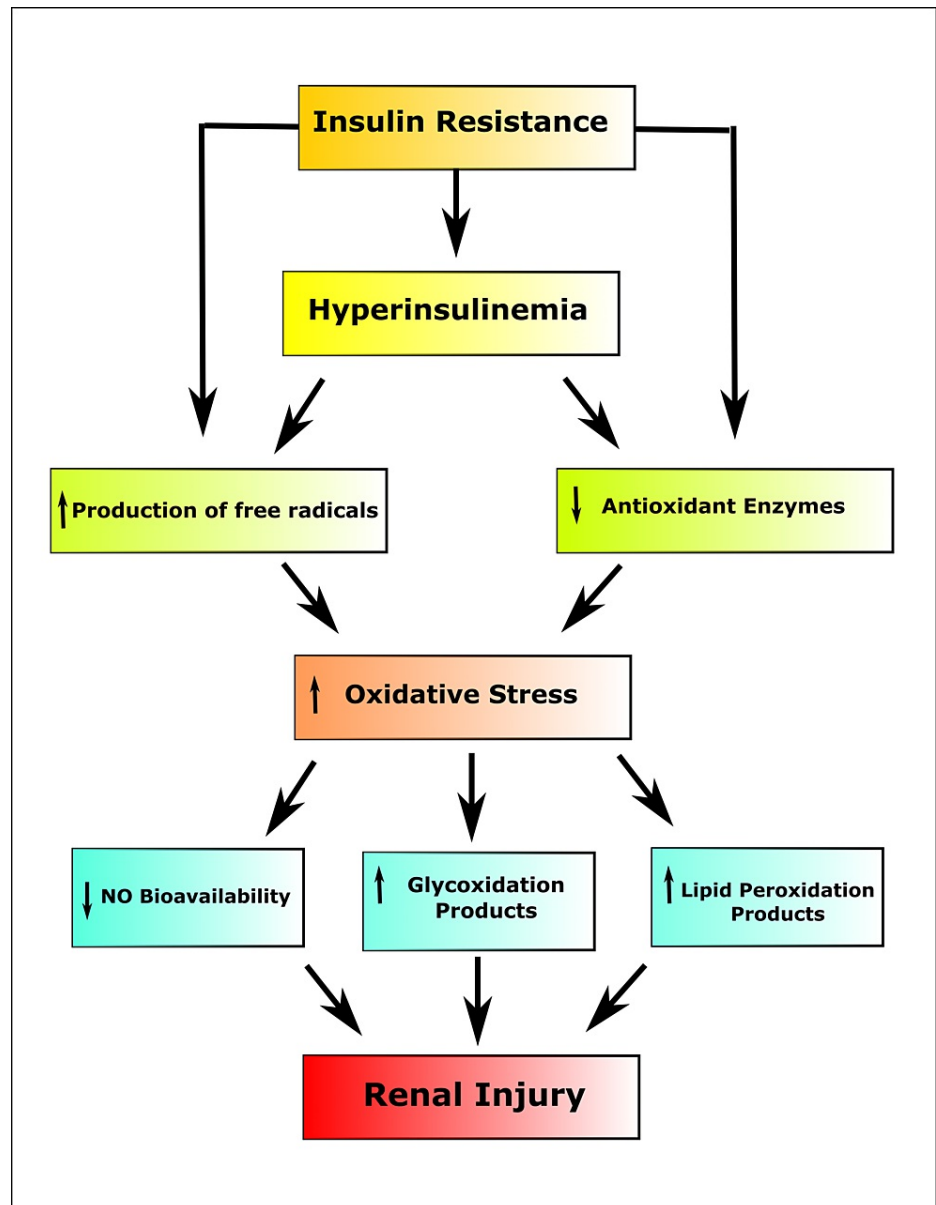 Insulin Resistance
Hyperinsulinemia
Production of free radicals
Antioxidant Enzymes
Oxidative Stress
NO Bioavailability
Glycoxidation
Products
Lipid Peroxidation
Products
Renal Injury